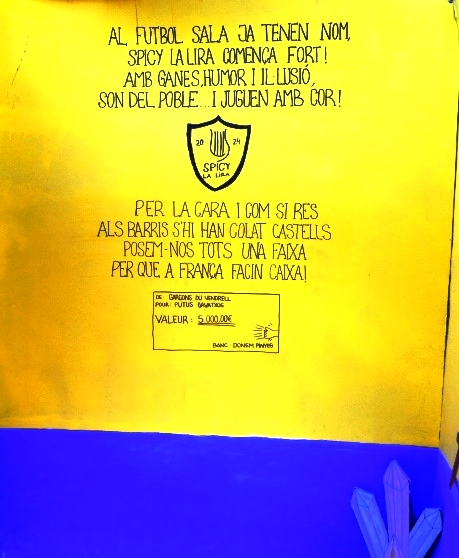 AL FUTBOL SALA JA TENEN NOM,
SPICY LA LIRA COMENÇA FORT!
AMB GANES, HUMOR I IL·LUSIÓ,
SON DEL POBLE... I JUGUEN AMB COR!
20 24
SPICY
LA LIRA
PER LA CARA I COM SI RES
ALS BARRIS S'HI HAN COLAT CASTELLS
POSEM-NOS TOTS UNA FAIXA
PER QUE A FRANÇA FACIN CAIXA!
DE: GARÇONS DU VENDRELL
POUR: PUTUS GAVATXOS
VALEUR: 5.000,00€
BANC DONEM PINYES